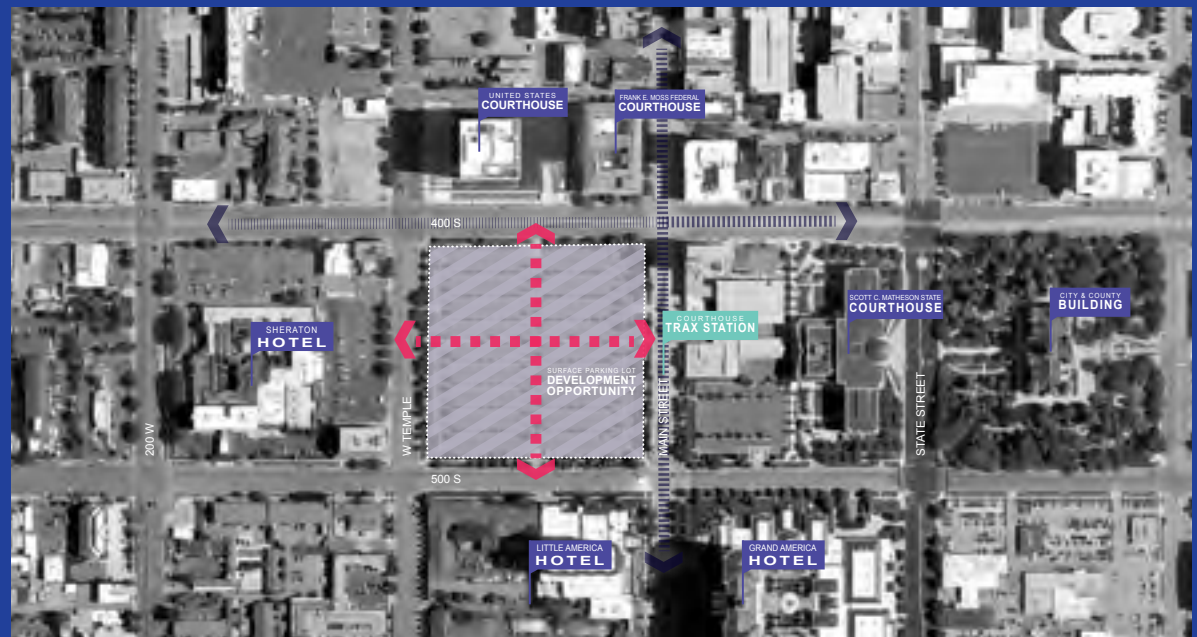 UNITED STATES
COURTHOUSE
FRANK E. MOSS FEDERAL
COURTHOUSE
400 S
SHERATON
HOTEL
COURTHOUSE
TRAX STATION
SCOTT C. MATHESON STATE
COURTHOUSE
CITY & COUNTY
BUILDING
SURFACE PARKING LOT
DEVELOPMENT
OPPORTUNITY
200 W
W TEMPLE
MAIN STREET
STATE STREET
500 S
LITTLE AMERICA
HOTEL
GRAND AMERICA
HOTEL